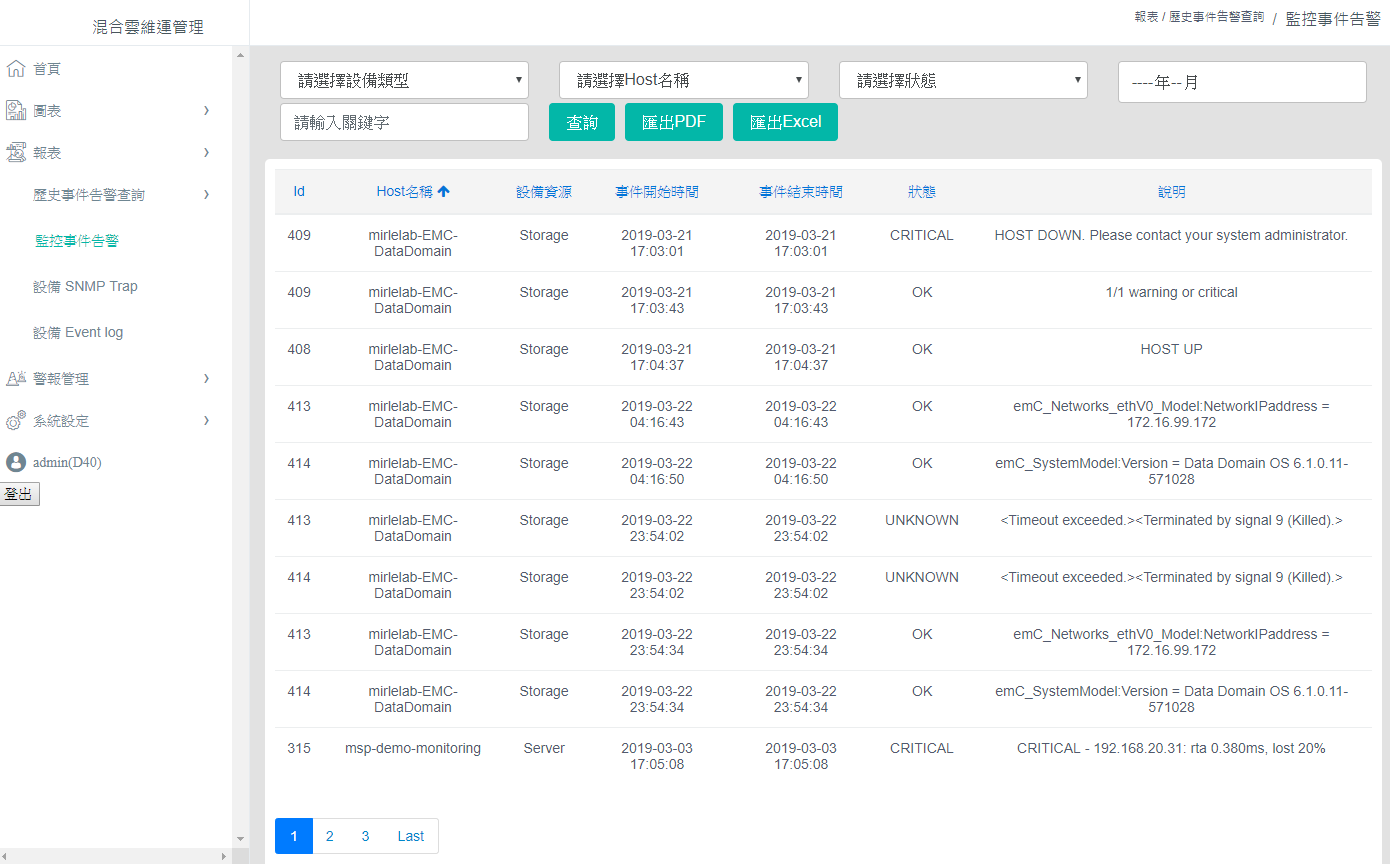 混合雲維運管理
報表 / 歷史事件告警查詢 / 監控事件告警
首頁
圖表
報表
歷史事件告警查詢
監控事件告警
設備 SNMP Trap
設備 Event log
警報管理
系統設定
admin(D40)
登出
請選擇設備類型 請選擇Host名稱 請選擇狀態 ----年--月
請輸入關鍵字 查詢 匯出PDF 匯出Excel
Id Host名稱 設備資源 事件開始時間 事件结束時間 狀態 說明
409 mirlelab-EMC- Storage 2019-03-21 2019-03-21 CRITICAL HOST DOWN. Please contact your system administrator.
DataDomain 17:03:01 17:03:01
409 mirlelab-EMC- Storage 2019-03-21 2019-03-21 OK 1/1 warning or critical
DataDomain 17:03:43 17:03:43
408 mirlelab-EMC- Storage 2019-03-21 2019-03-21 OK HOST UP
DataDomain 17:04:37 17:04:37
413 mirlelab-EMC- Storage 2019-03-22 2019-03-22 OK emC_Networks_ethV0_Model:NetworkIPaddress =
DataDomain 04:16:43 04:16:43 172.16.99.172
414 mirlelab-EMC- Storage 2019-03-22 2019-03-22 OK emC_SystemModel:Version = Data Domain OS 6.1.0.11-
DataDomain 04:16:50 04:16:50 571028
413 mirlelab-EMC- Storage 2019-03-22 2019-03-22 UNKNOWN <Timeout exceeded.><Terminated by signal 9 (Killed).>
DataDomain 23:54:02 23:54:02
414 mirlelab-EMC- Storage 2019-03-22 2019-03-22 UNKNOWN <Timeout exceeded.><Terminated by signal 9 (Killed).>
DataDomain 23:54:02 23:54:02
413 mirlelab-EMC- Storage 2019-03-22 2019-03-22 OK emC_Networks_ethV0_Model:NetworkIPaddress =
DataDomain 23:54:34 23:54:34 172.16.99.172
414 mirlelab-EMC- Storage 2019-03-22 2019-03-22 OK emC_SystemModel:Version = Data Domain OS 6.1.0.11-
DataDomain 23:54:34 23:54:34 571028
315 msp-demo-monitoring Server 2019-03-03 2019-03-03 CRITICAL CRITICAL - 192.168.20.31: rta 0.380ms, lost 20%
17:05:08 17:05:08
1 2 3 Last